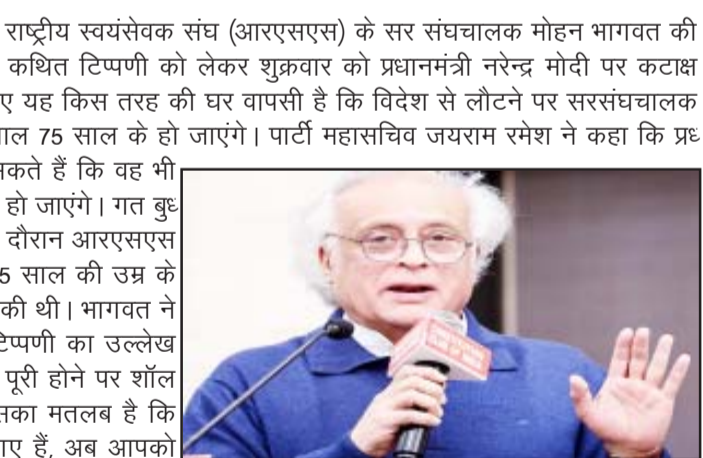 राष्ट्रीय स्वयंसेवक संघ (आरएसएस) के सर संघचालक मोहन भागवत की
कथित टिप्पणी को लेकर शुक्रवार को प्रधानमंत्री नरेन्द्र मोदी पर कटाक्ष
ए यह किस तरह की घर वापसी है कि विदेश से लौटने पर सरसंघचालक
75 साल के हो जाएंगे। पार्टी महासचिव जयराम रमेश ने कहा कि प्रध
हैं कि वह भी
हो जाएंगे। गत बुध
दौरान आरएसएस
5 साल की उम्र के
की थी। भागवत ने
टिप्पणी का उल्लेख
पूरी होने पर शॉल
मतलब है कि
हैं, अब आपको